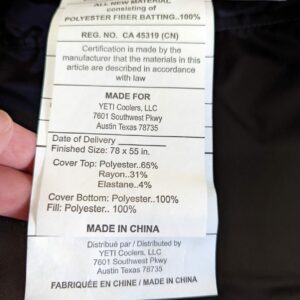 ALL NEW MATERIAL
consisting of
POLYESTER FIBER BATTING..100%
REG. NO. CA 45319 (CN)
Certification is made by the
manufacturer that the materials in this
article are described in accordance
with law
MADE FOR
YETI Coolers, LLC
7601 Southwest Pkwy
Austin Texas 78735
Date of Delivery
Finished Size: 78 x 55 in.
Cover Top: Polyester..65%
Rayon..31%
Elastane..4%
Cover Bottom: Polyester..100%
Fill: Polyester.. 100%
MADE IN CHINA
Distribué par / Distributed by
YETI Coolers, LLC
7601 Southwest Pkwy
Austin Texas 78735
FABRIQUÉE EN CHINE / MADE IN CHINA